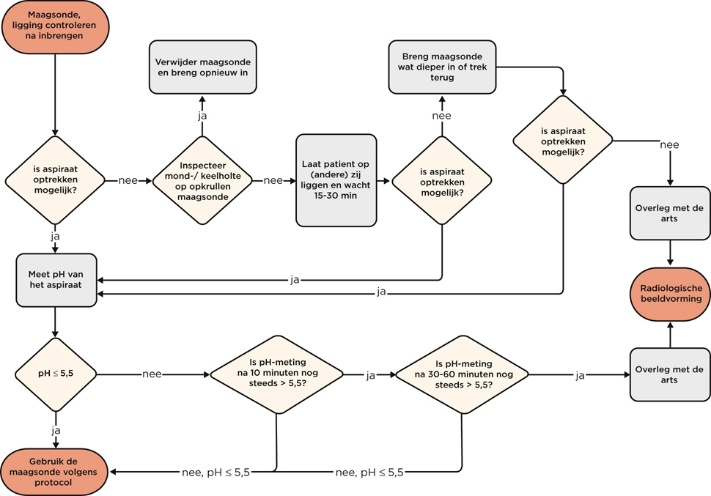 Maagsonde,
ligging controleren
na inbrengen
Verwijder maagsonde
en breng opnieuw in
Breng maagsonde
wat dieper in of trek
terug
ja
nee
is aspiraat
optrekken
mogelijk?
nee
is aspiraat
optrekken
mogelijk?
nee
Inspecteer
mond-/ keelholte
op opkrullen
maagsonde
nee
Laat patient op
(andere) zij
liggen en wacht
15-30 min
is aspiraat
optrekken
mogelijk?
Overleg met de
arts
ja
Meet pH van
het aspiraat
ja
ja
Radiologische
beeldvorming
pH ≤ 5,5
nee
Is pH-meting
na 10 minuten nog
steeds > 5,5?
ja
Is pH-meting
na 30-60 minuten nog
steeds > 5,5?
ja
Overleg met de
arts
ja
Gebruik de
maagsonde volgens
protocol
nee, pH ≤ 5,5
nee, pH ≤ 5,5